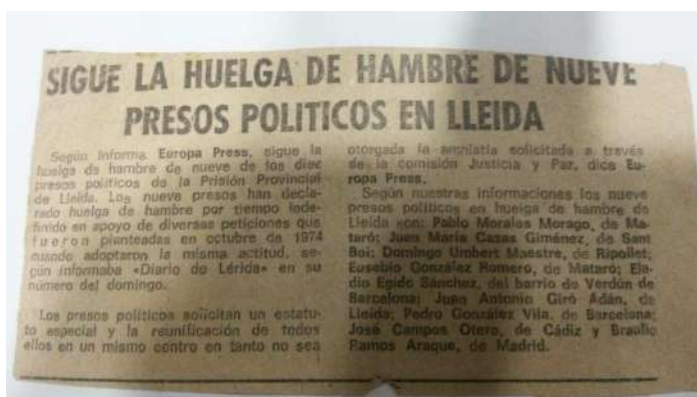 SIGUE LA HUELGA DE HAMBRE DE NUEVE
PRESOS POLITICOS EN LLEIDA
Según informa Europa Press, sigue la
huelga de hambre de nueve de los diez
presos políticos de la Prisión Provincial
de Lleida. Los nueve presos han decla-
rado huelga de hambre por tiempo inde-
finido en apoyo de diversas peticiones que
fueron planteadas en octubre de 1974
cuando adoptaron la misma actitud, se-
gún informaba «Diario de Lérida» en su
número del domingo.
Los presos políticos solicitan un estatu-
to especial y la reunificación de todos
ellos en un mismo centro en tanto no sea
otorgada la amnistía solicitada a través
de la comisión Justicia y Paz, dice Eu-
ropa Press.
Según nuestras informaciones los nueve
presos políticos en huelga de hambre de
Lleida son: Pablo Morales Morago, de Ma-
taró; Juan María Casas Giménez, de Sant
Boi; Domingo Umbert Maestre, de Ripollet;
Eusebio González Romero, de Mataró; Ela-
dio Egido Sánchez, del barrio de Verdún de
Barcelona; Juan Antonio Giró Adán, de
Lleida; Pedro González Vila, de Barcelona;
José Campos Otero, de Cádiz y Braulio
Ramos Araque, de Madrid.